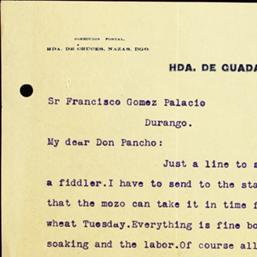 CORREOS POSTAL,
HDA. DE CRUCES, NAZAS, DGO.
HDA. DE GUADA
Sr Francisco Gomez Palacio
Durango.
My dear Don Pancho:
Just a line to s
a fiddler.I have to send to the sta
that the mozo can take it in time f
wheat Tuesday.Everything is fine bo
soaking and the labor.Of course all